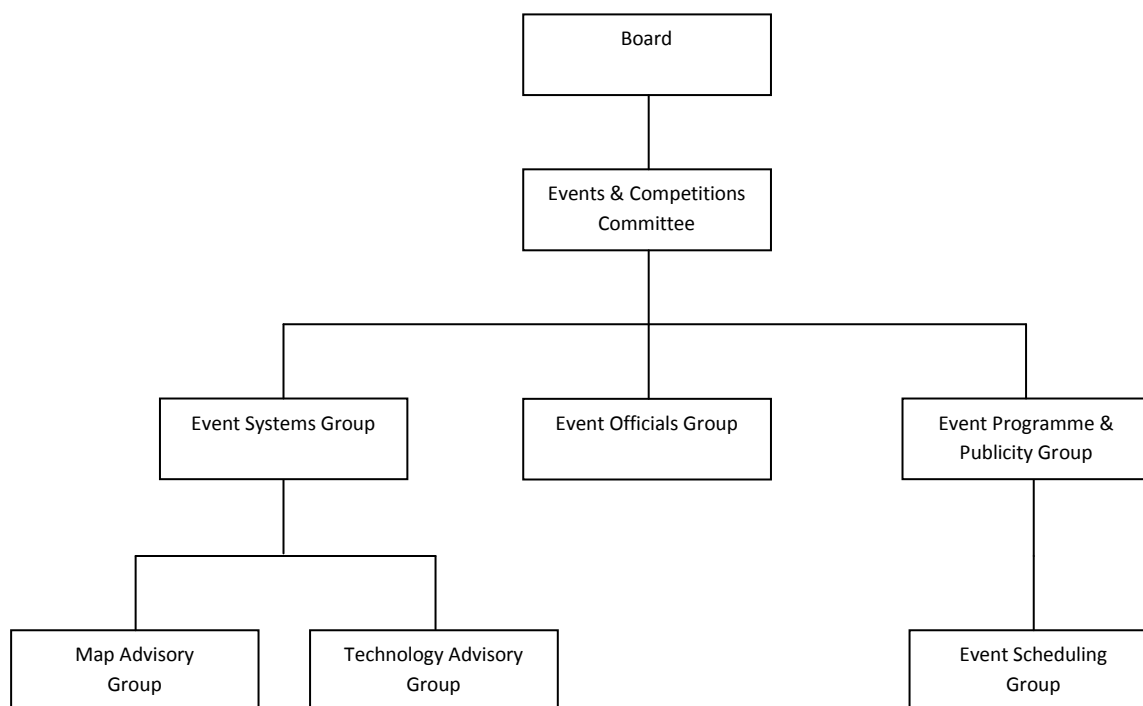 Board
Events & Competitions
Committee
Event Systems Group
Event Officials Group
Event Programme &
Publicity Group
Map Advisory
Group
Technology Advisory
Group
Event Scheduling
Group